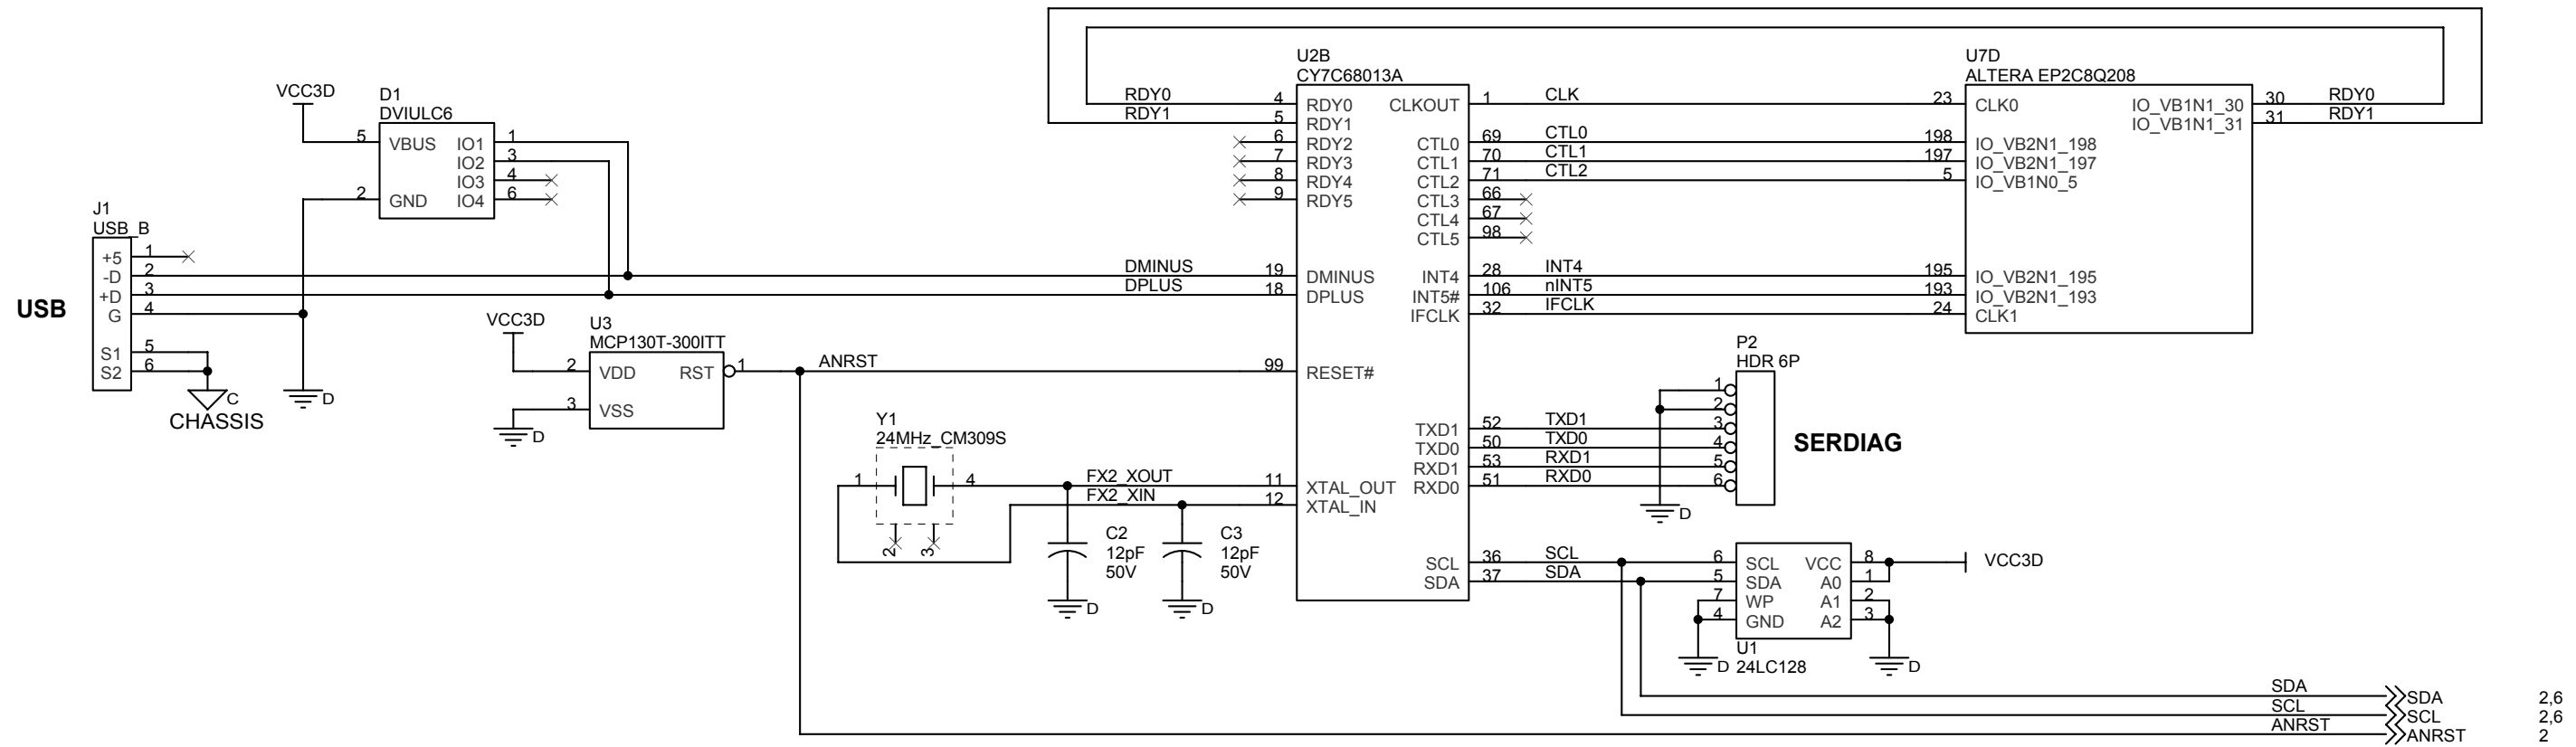 U2B
CY7C68013A
U7D
ALTERA EP2C8Q208
VCC3D
D1
DVIULC6
RDY0 4 RDY0 CLKOUT 1 CLK 23 CLK0 IO_VB1N1_30 30 RDY0
RDY1 5 RDY1 IO_VB1N1_31 31 RDY1
5 VBUS IO1 1
6 RDY2 CTL0 69 CTL0 198 IO_VB2N1_198
IO2 3
7 RDY3 CTL1 70 CTL1 197 IO_VB2N1_197
IO3 4
8 RDY4 CTL2 71 CTL2 5 IO_VB1N0_5
2 GND IO4 6
9 RDY5 CTL3 66
CTL4 67
CTL5 98
J1
USB_B
+5 1
-D 2 DMINUS 19 DMINUS INT4 28 INT4 195 IO_VB2N1_195
+D 3 DPLUS 18 DPLUS INT5# 106 nINT5 193 IO_VB2N1_193
USB
G 4 IFCLK 32 IFCLK 24 CLK1
VCC3D
U3
MCP130T-300ITT
S1 5
S2 6
C
CHASSIS
D
2 VDD RST 1 ANRST 99 RESET#
3 VSS
D
P2
HDR 6P
1
2
TXD1 52 TXD1 3
TXD0 50 TXD0 4
RXD1 53 RXD1 5
RXD0 51 RXD0 6
SERDIAG
D
Y1
24MHz_CM309S
1 4 FX2_XOUT 11 XTAL_OUT
FX2_XIN 12 XTAL_IN
2 3
C2
12pF
50V
D
C3
12pF
50V
D
SCL 36 SCL 6 SCL VCC 8 VCC3D
SDA 37 SDA 5 SDA A0 1
7 WP A1 2
4 GND A2 3
D
U1
24LC128
D
SDA SDA 2,6
SCL SCL 2,6
ANRST ANRST 2